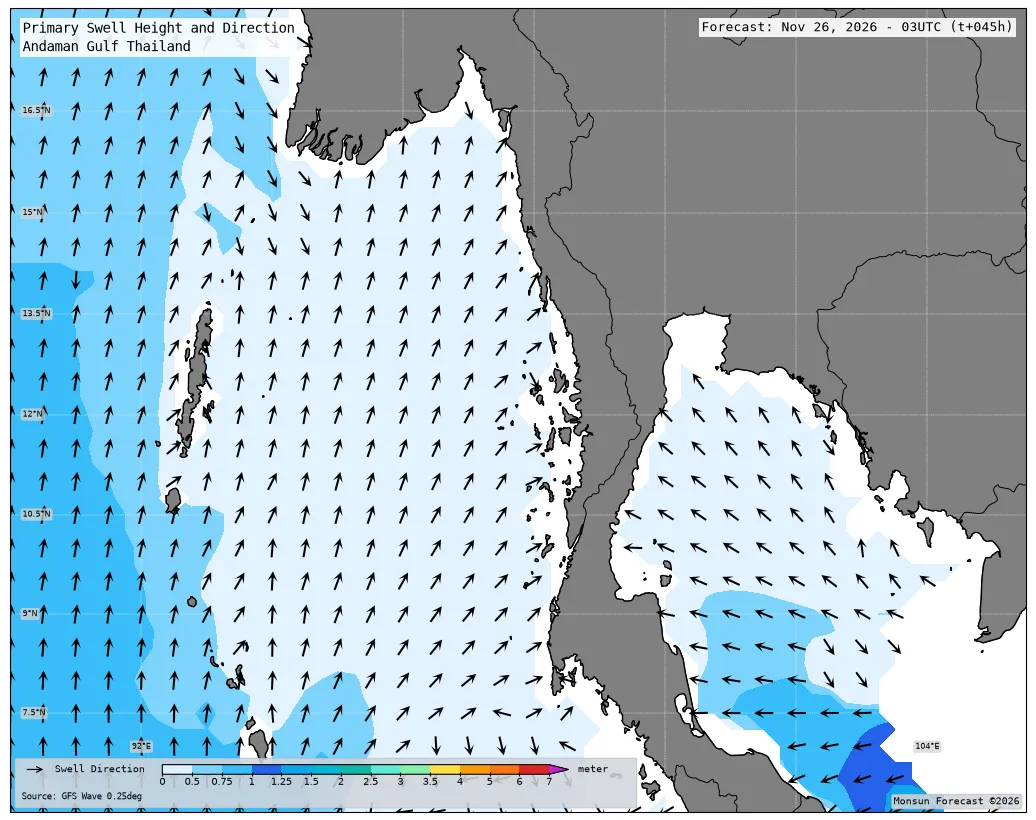 Primary Swell Height and Direction
Andaman Gulf Thailand
Forecast: Nov 26, 2026 - 03UTC (t+045h)
16.5°N
15°N
13.5°N
12°N
10.5°N
9°N
7.5°N
92°E
104°E
Swell Direction
0 0.5 0.75 1 1.25 1.5 2 2.5 3 3.5 4 5 6 7
meter
Source: GFS Wave 0.25deg
Monsun Forecast ©2026